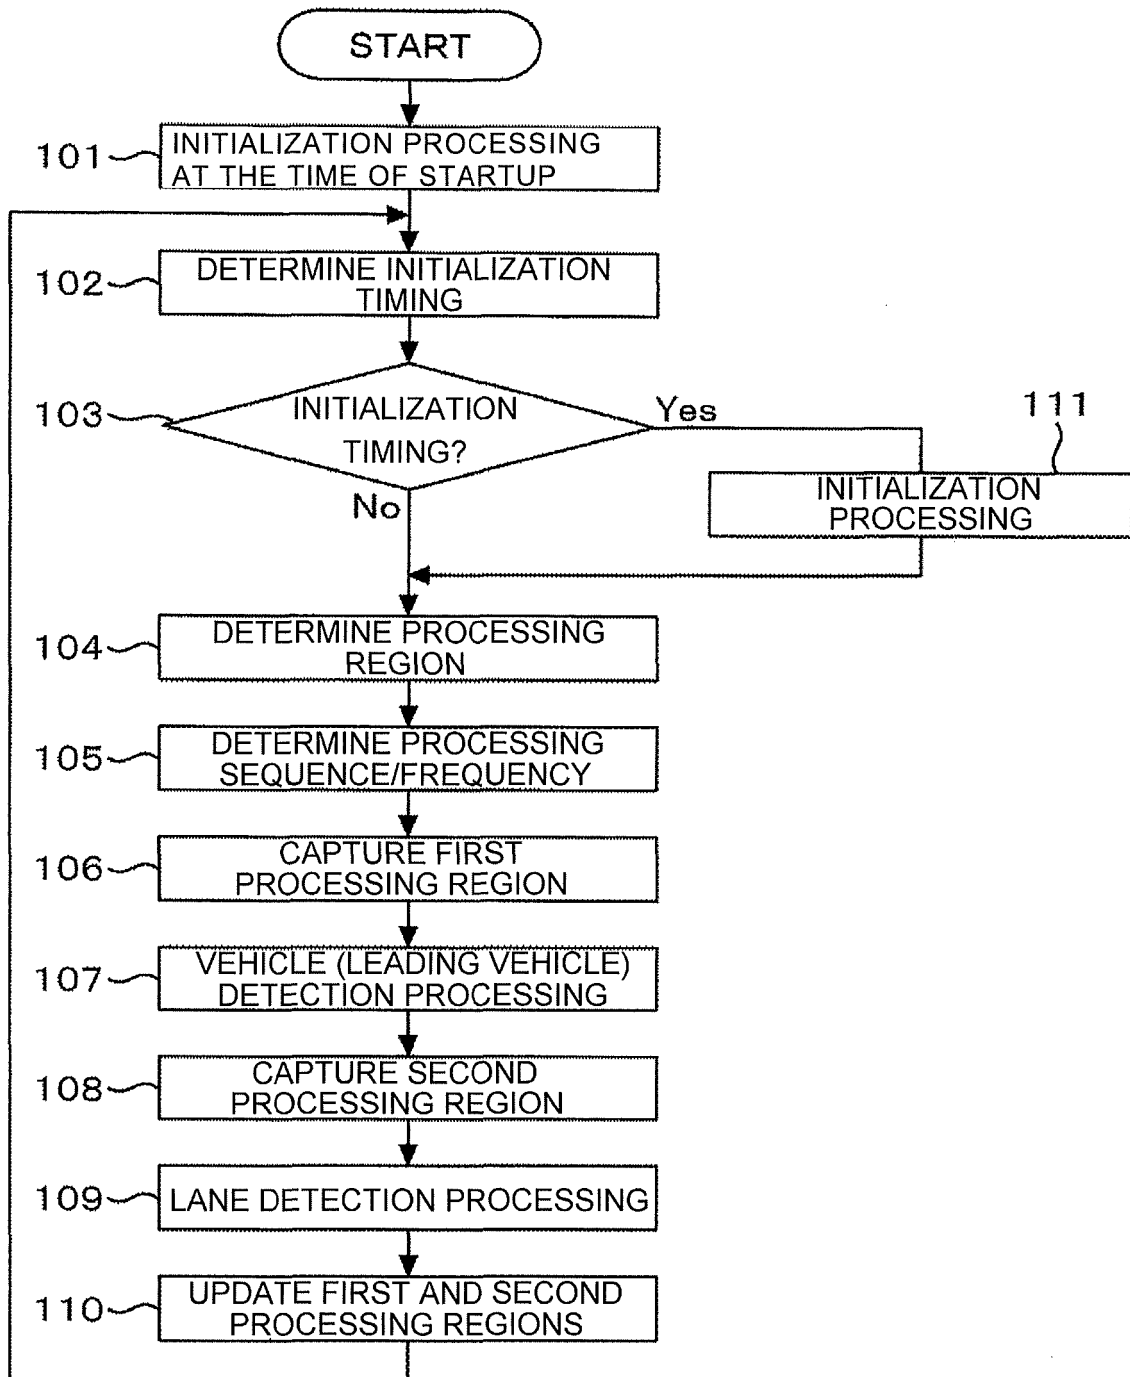 START
101
INITIALIZATION PROCESSING
AT THE TIME OF STARTUP
102
DETERMINE INITIALIZATION
TIMING
103
INITIALIZATION
TIMING?
Yes
No
111
INITIALIZATION
PROCESSING
104
DETERMINE PROCESSING
REGION
105
DETERMINE PROCESSING
SEQUENCE/FREQUENCY
106
CAPTURE FIRST
PROCESSING REGION
107
VEHICLE (LEADING VEHICLE)
DETECTION PROCESSING
108
CAPTURE SECOND
PROCESSING REGION
109
LANE DETECTION PROCESSING
110
UPDATE FIRST AND SECOND
PROCESSING REGIONS